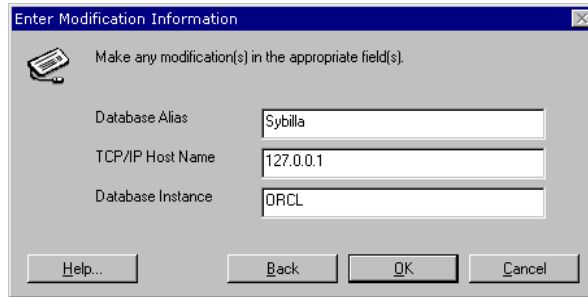 Enter Modification Information
Make any modification(s) in the appropriate field(s).
Database Alias Sybilla
TCP/IP Host Name 127.0.0.1
Database Instance ORCL
Help... Back OK Cancel